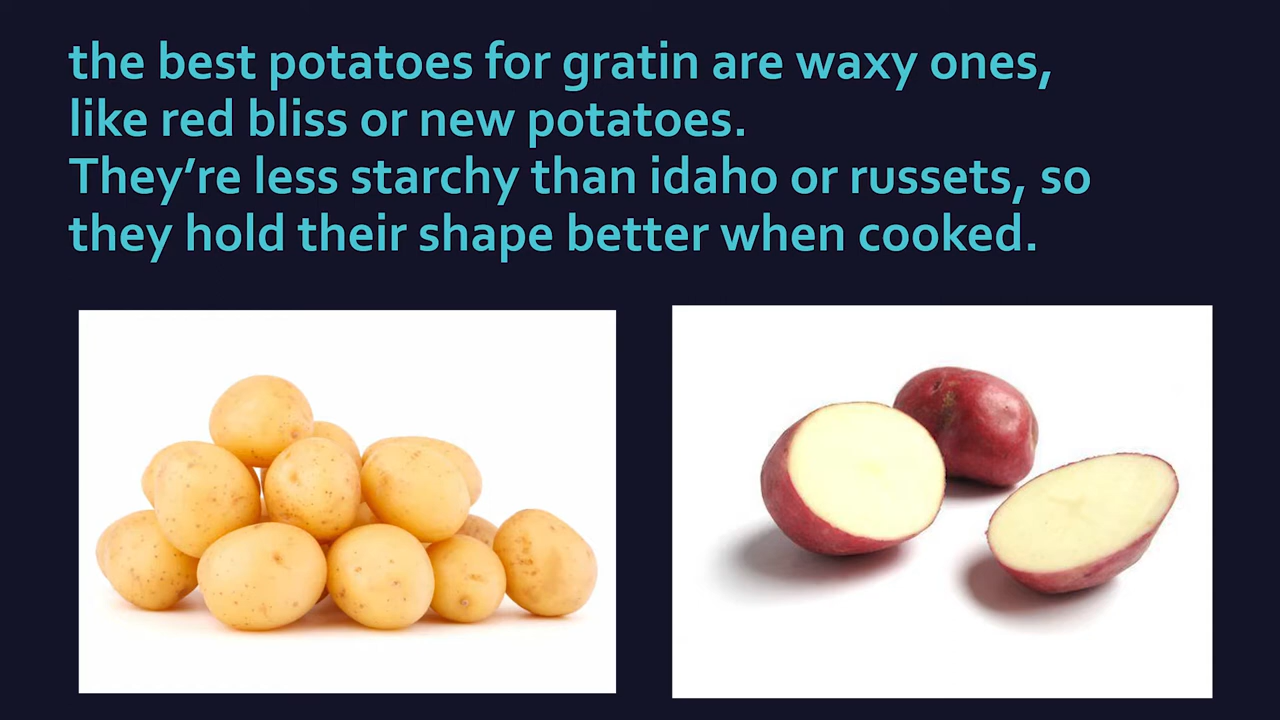 the best potatoes for gratin are waxy ones,
like red bliss or new potatoes.
They’re less starchy than idaho or russets, so
they hold their shape better when cooked.